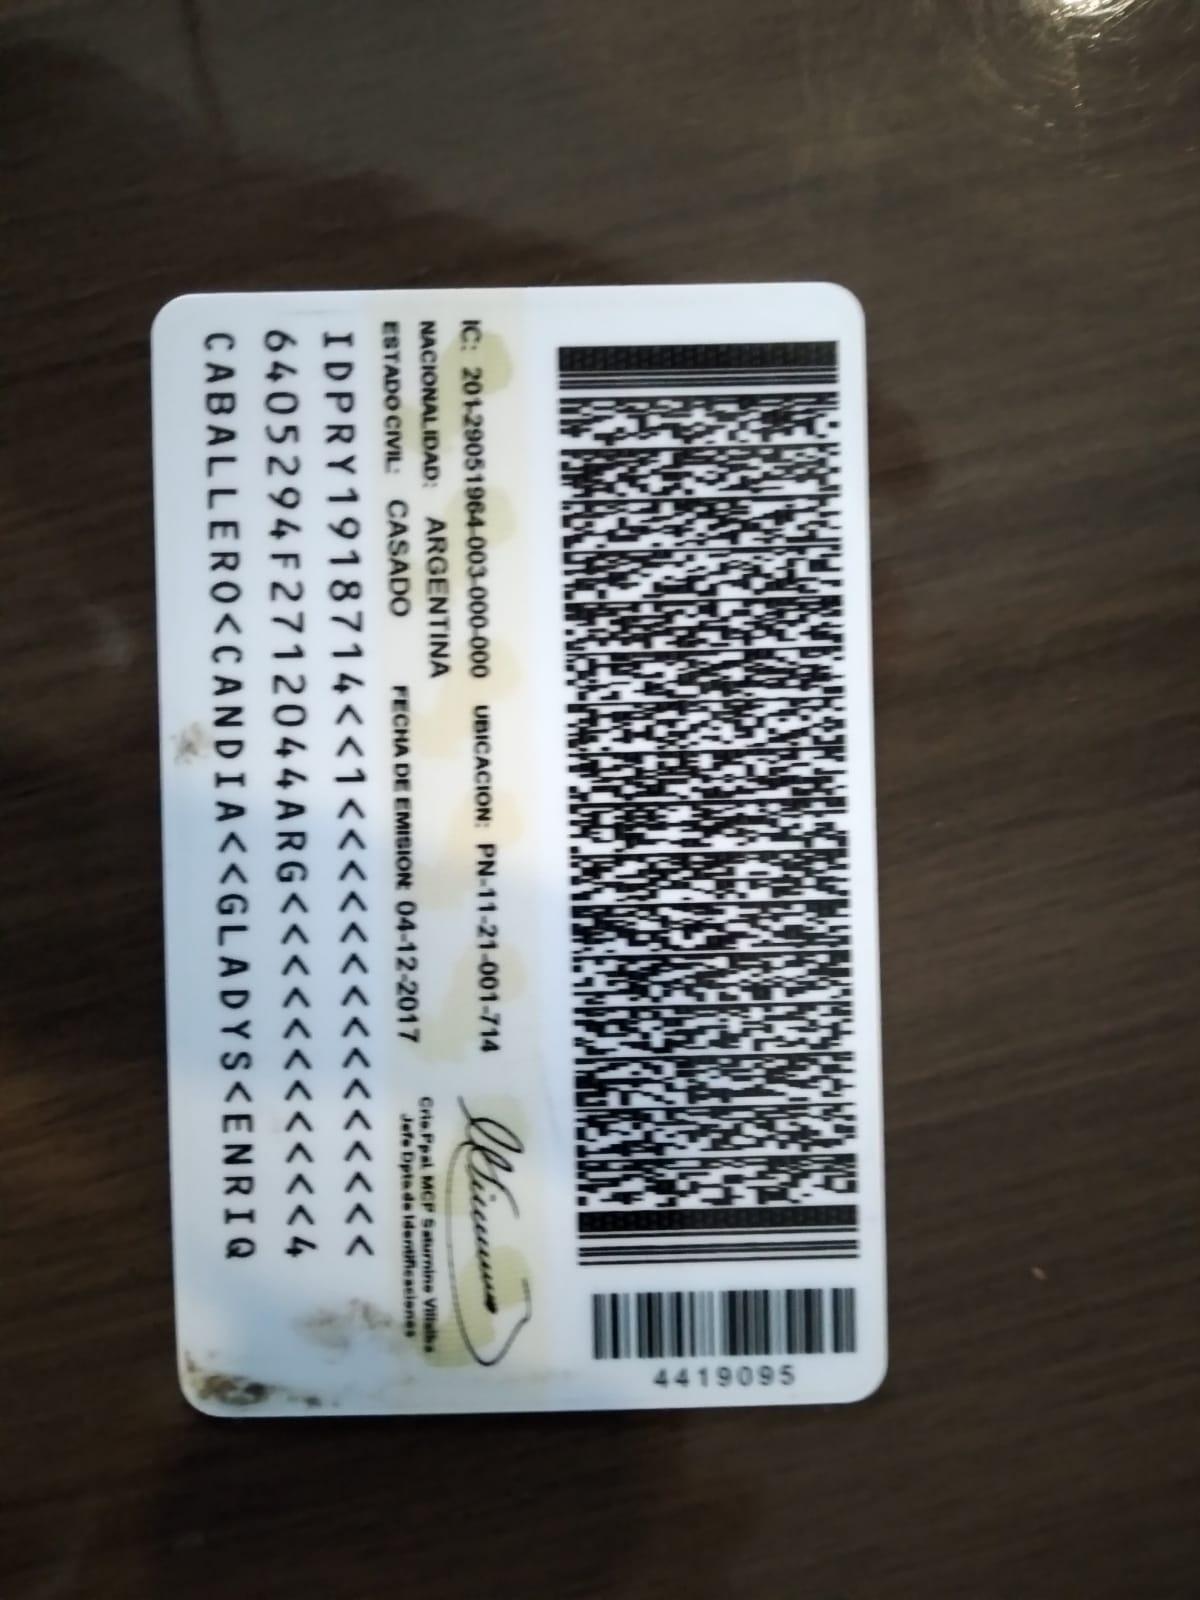 4419095
IC: 201-29051964-003-000-000 UBICACION: PN-11-21-001-714
NACIONALIDAD: ARGENTINA
ESTADO CIVIL: CASADO FECHA DE EMISION: 04-12-2017
Crio.Ppal. MCP Saturnino Villalba
Jefe Dpto de Identificaciones
IDPRY1918714<<1<<<<<<<<<<<<<<<
6405294F2712044ARG<<<<<<<<<<<4
CABALLERO<CANDIA<<GLADYS<ENRIQ